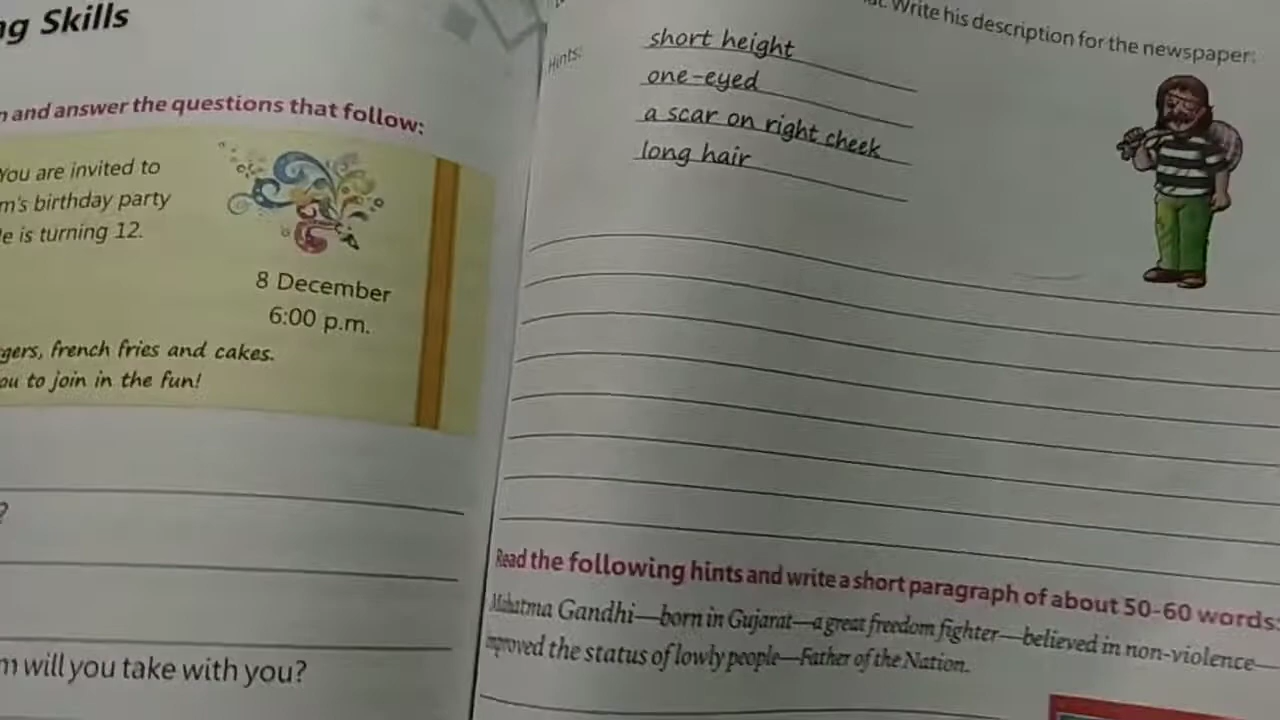 ng Skills
n and answer the questions that follow:
You are invited to
m's birthday party
e is turning 12.
8 December
6:00 p.m.
gers, french fries and cakes.
ou to join in the fun!
?
m will you take with you?
Write his description for the newspaper:
Hints:
short height
one-eyed
a scar on right cheek
long hair
Read the following hints and write a short paragraph of about 50-60 words:
Mahatma Gandhi—born in Gujarat—a great freedom fighter—believed in non-violence—
mproved the status of lowly people—Father of the Nation.